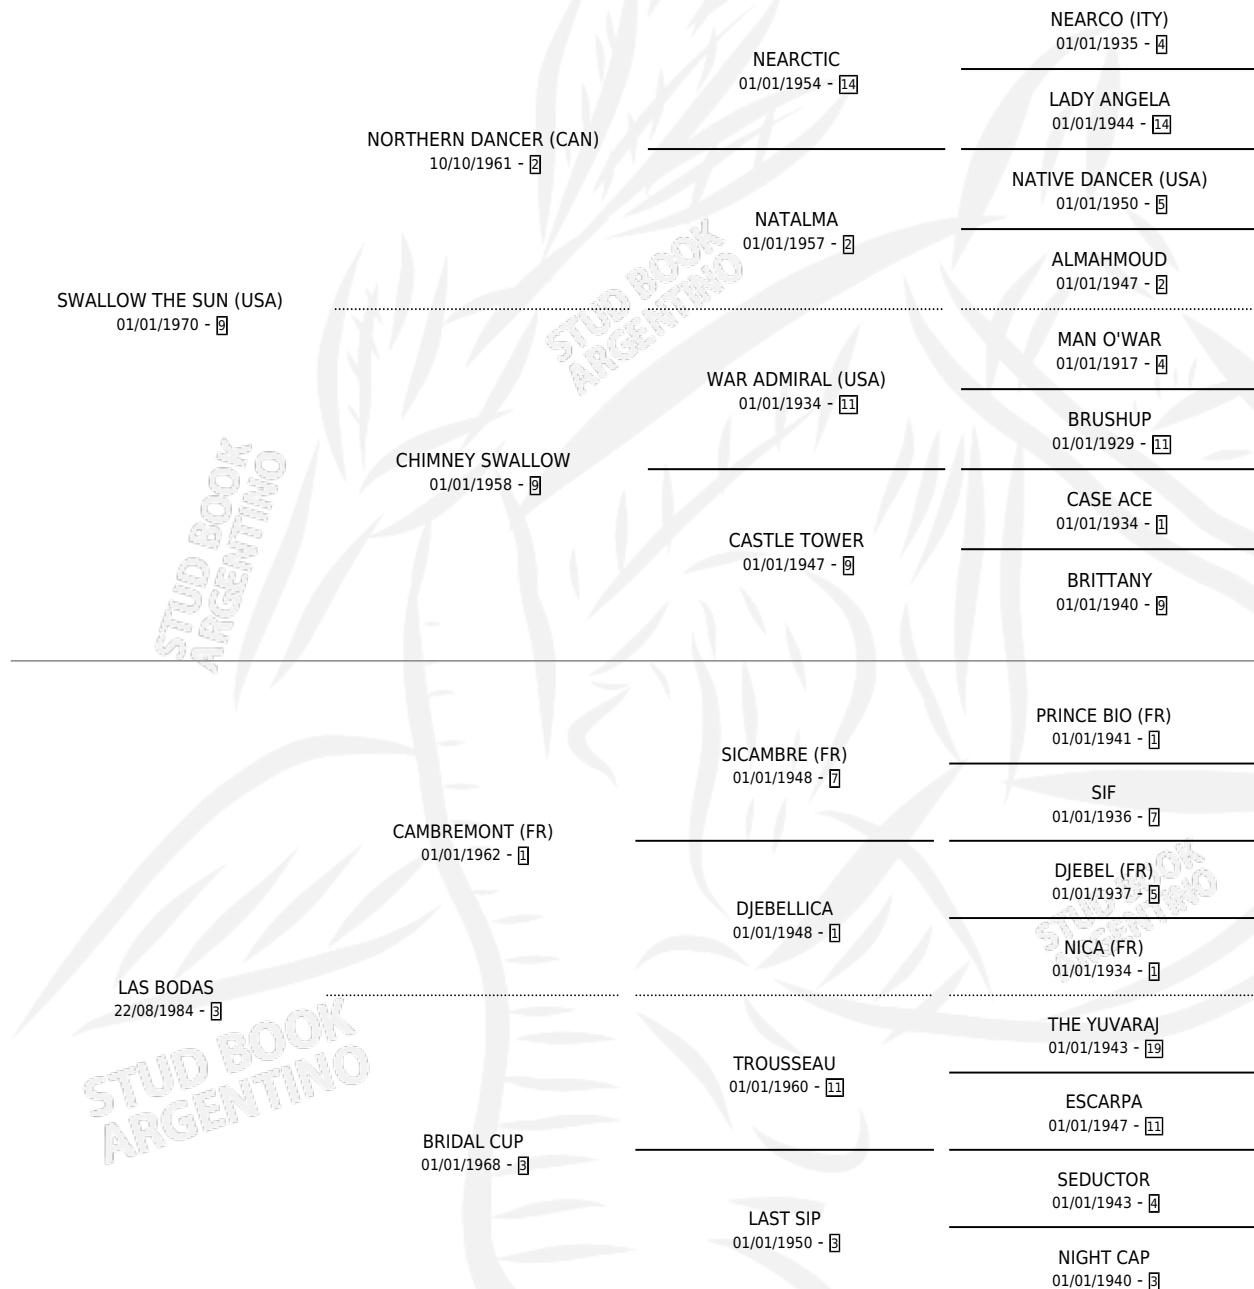 NEARCO (ITY)
01/01/1935 - 4
NEARCTIC
01/01/1954 - 14
LADY ANGELA
01/01/1944 - 14
NORTHERN DANCER (CAN)
10/10/1961 - 2
NATIVE DANCER (USA)
01/01/1950 - 5
NATALMA
01/01/1957 - 2
ALMAHMOUD
01/01/1947 - 2
SWALLOW THE SUN (USA)
01/01/1970 - 9
MAN O'WAR
01/01/1917 - 4
WAR ADMIRAL (USA)
01/01/1934 - 11
BRUSHUP
01/01/1929 - 11
CHIMNEY SWALLOW
01/01/1958 - 9
CASE ACE
01/01/1934 - 1
CASTLE TOWER
01/01/1947 - 9
BRITTANY
01/01/1940 - 9
PRINCE BIO (FR)
01/01/1941 - 1
SICAMBRE (FR)
01/01/1948 - 7
SIF
01/01/1936 - 7
CAMBREMONT (FR)
01/01/1962 - 1
DJEBEL (FR)
01/01/1937 - 5
DJEBELLICA
01/01/1948 - 1
NICA (FR)
01/01/1934 - 1
LAS BODAS
22/08/1984 - 3
THE YUVARAJ
01/01/1943 - 19
TROUSSEAU
01/01/1960 - 11
ESCARPA
01/01/1947 - 11
BRIDAL CUP
01/01/1968 - 3
SEDUCTOR
01/01/1943 - 4
LAST SIP
01/01/1950 - 3
NIGHT CAP
01/01/1940 - 3
STUD BOOK
ARGENTINO
STUD BOOK
ARGENTINO
STUD BOOK
ARGENTINO
STUD BOOK
ARGENTINO